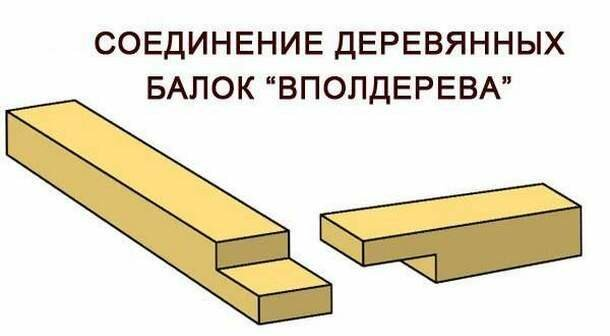 СОЕДИНЕНИЕ ДЕРЕВЯННЫХ
БАЛОК “ВПОЛДЕРЕВА”